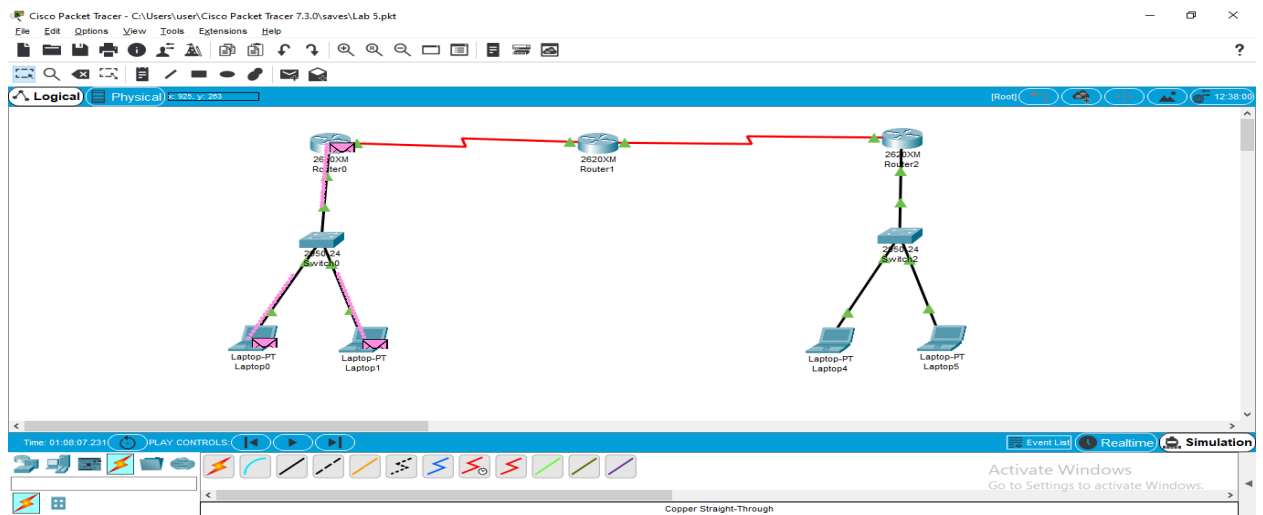 Cisco Packet Tracer - C:\Users\user\Cisco Packet Tracer 7.3.0\saves\Lab 5.pkt
File Edit Options View Tools Extensions Help
?
Logical Physical x: 925, y: 263 [Root] 12:38:00
2620XM
Router0
2620XM
Router1
2620XM
Router2
2950-24
Switch0
2950-24
Switch2
Laptop-PT
Laptop0
Laptop-PT
Laptop1
Laptop-PT
Laptop4
Laptop-PT
Laptop5
Time: 01:08:07.231 PLAY CONTROLS: Event List Realtime Simulation
Activate Windows
Go to Settings to activate Windows.
Copper Straight-Through